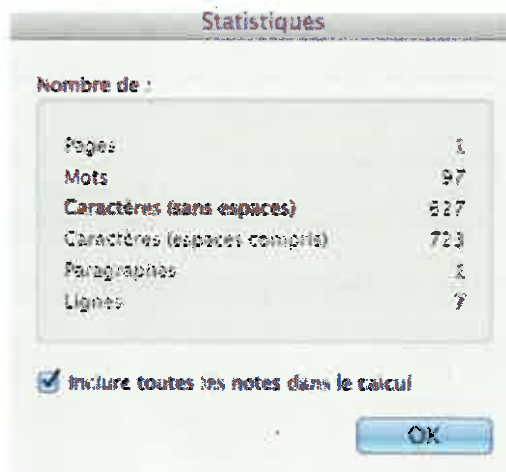 Statistiques
Nombre de :
Pages 1
Mots 97
Caractères (sans espaces) 627
Caractères (espaces compris) 723
Paragraphes 1
Lignes 7
Inclure toutes les notes dans le calcul
OK